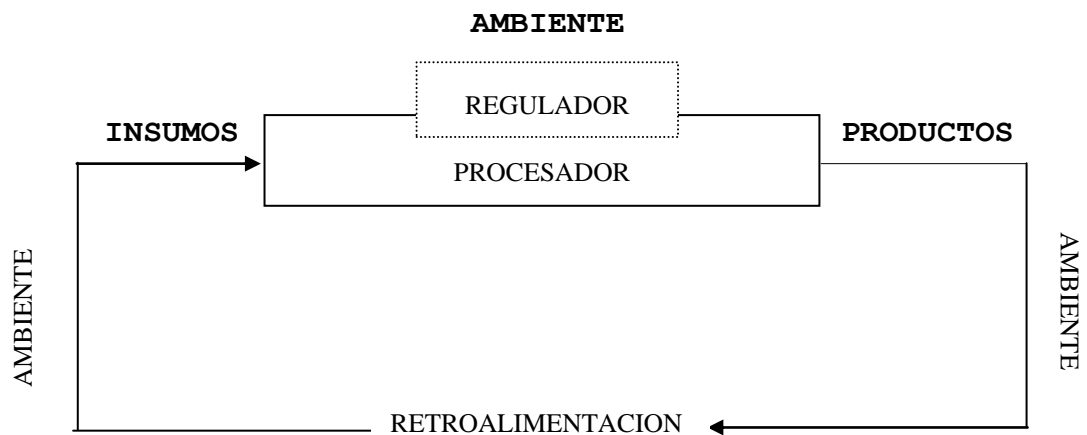 AMBIENTE
REGULADOR
INSUMOS
PRODUCTOS
PROCESADOR
AMBIENTE
AMBIENTE
RETROALIMENTACION